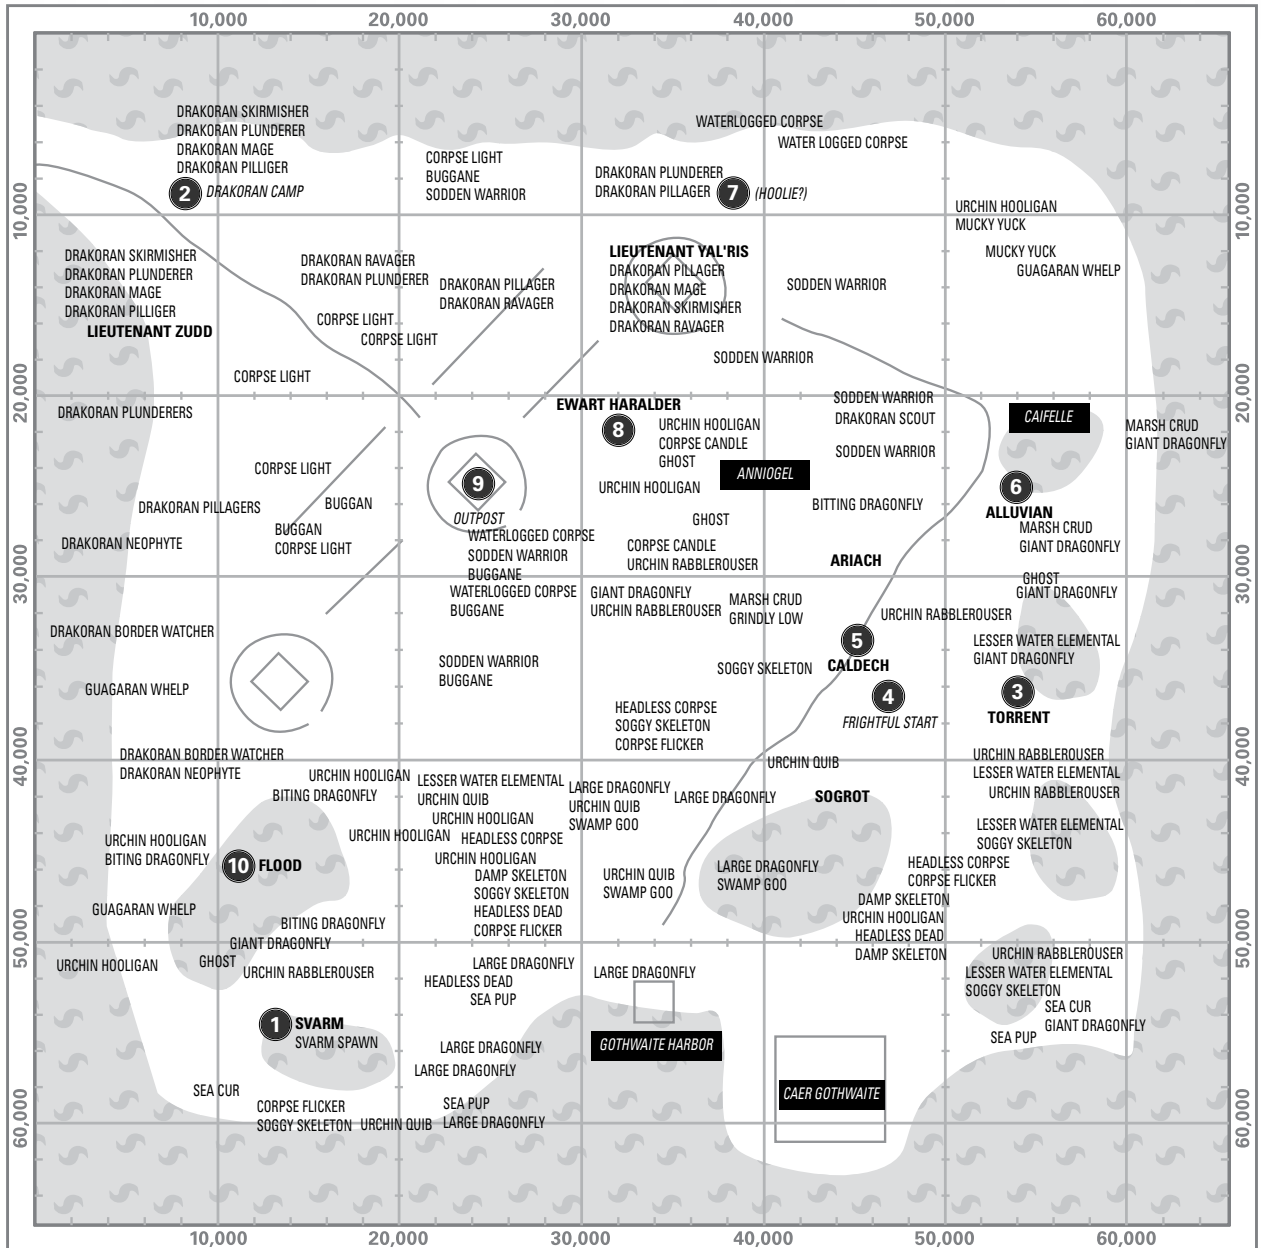 10,000 20,000 30,000 40,000 50,000 60,000
DRAKORAN SKIRMISHER
DRAKORAN PLUNDERER
DRAKORAN MAGE
DRAKORAN PILLIGER
2 DRAKORAN CAMP
CORPSE LIGHT
BUGGANE
SODDEN WARRIOR
WATERLOGGED CORPSE
WATER LOGGED CORPSE
DRAKORAN PLUNDERER
DRAKORAN PILLAGER
7 (HOOLIE?)
10,000
10,000
URCHIN HOOLIGAN
MUCKY YUCK
MUCKY YUCK
GUAGARAN WHELP
DRAKORAN SKIRMISHER
DRAKORAN PLUNDERER
DRAKORAN MAGE
DRAKORAN PILLIGER
LIEUTENANT ZUDD
DRAKORAN RAVAGER
DRAKORAN PLUNDERER
DRAKORAN PILLAGER
DRAKORAN RAVAGER
CORPSE LIGHT
CORPSE LIGHT
CORPSE LIGHT
LIEUTENANT YAL'RIS
DRAKORAN PILLAGER
DRAKORAN MAGE
DRAKORAN SKIRMISHER
DRAKORAN RAVAGER
SODDEN WARRIOR
SODDEN WARRIOR
20,000
20,000
DRAKORAN PLUNDERERS
CORPSE LIGHT
DRAKORAN PILLAGERS
BUGGAN
BUGGAN
CORPSE LIGHT
DRAKORAN NEOPHYTE
9
OUTPOST
WATERLOGGED CORPSE
SODDEN WARRIOR
BUGGANE
WATERLOGGED CORPSE
BUGGANE
EWART HARALDER
8
URCHIN HOOLIGAN
CORPSE CANDLE
GHOST
URCHIN HOOLIGAN
ANNIOGEL
GHOST
CORPSE CANDLE
URCHIN RABBLEROUSER
SODDEN WARRIOR
DRAKORAN SCOUT
SODDEN WARRIOR
BITTING DRAGONFLY
ARIACH
CAIFELLE
MARSH CRUD
GIANT DRAGONFLY
6
ALLUVIAN
MARSH CRUD
GIANT DRAGONFLY
GHOST
GIANT DRAGONFLY
30,000
30,000
DRAKORAN BORDER WATCHER
GUAGARAN WHELP
SODDEN WARRIOR
BUGGANE
GIANT DRAGONFLY
URCHIN RABBLEROUSER
MARSH CRUD
GRINDLY LOW
URCHIN RABBLEROUSER
5
CALDECH
SOGGY SKELETON
4
FRIGHTFUL START
LESSER WATER ELEMENTAL
GIANT DRAGONFLY
3
TORRENT
HEADLESS CORPSE
SOGGY SKELETON
CORPSE FLICKER
40,000
40,000
DRAKORAN BORDER WATCHER
DRAKORAN NEOPHYTE
URCHIN HOOLIGAN
BITING DRAGONFLY
LESSER WATER ELEMENTAL
URCHIN QUIB
URCHIN HOOLIGAN
URCHIN HOOLIGAN
HEADLESS CORPSE
URCHIN HOOLIGAN
DAMP SKELETON
SOGGY SKELETON
HEADLESS DEAD
CORPSE FLICKER
LARGE DRAGONFLY
URCHIN QUIB
SWAMP GOO
URCHIN QUIB
LARGE DRAGONFLY
SOGROT
URCHIN QUIB
SWAMP GOO
LARGE DRAGONFLY
SWAMP GOO
URCHIN RABBLEROUSER
LESSER WATER ELEMENTAL
URCHIN RABBLEROUSER
LESSER WATER ELEMENTAL
SOGGY SKELETON
HEADLESS CORPSE
CORPSE FLICKER
DAMP SKELETON
URCHIN HOOLIGAN
HEADLESS DEAD
DAMP SKELETON
URCHIN HOOLIGAN
BITING DRAGONFLY
10 FLOOD
GUAGARAN WHELP
BITING DRAGONFLY
GIANT DRAGONFLY
50,000
50,000
URCHIN HOOLIGAN
GHOST
URCHIN RABBLEROUSER
LARGE DRAGONFLY
HEADLESS DEAD
SEA PUP
LARGE DRAGONFLY
URCHIN RABBLEROUSER
LESSER WATER ELEMENTAL
SOGGY SKELETON
SEA CUR
GIANT DRAGONFLY
SEA PUP
1 SVARM
SVARM SPAWN
LARGE DRAGONFLY
LARGE DRAGONFLY
GOTHWAITE HARBOR
CAER GOTHWAITE
SEA CUR
CORPSE FLICKER
SOGGY SKELETON
URCHIN QUIB
SEA PUP
LARGE DRAGONFLY
60,000
60,000
10,000 20,000 30,000 40,000 50,000 60,000